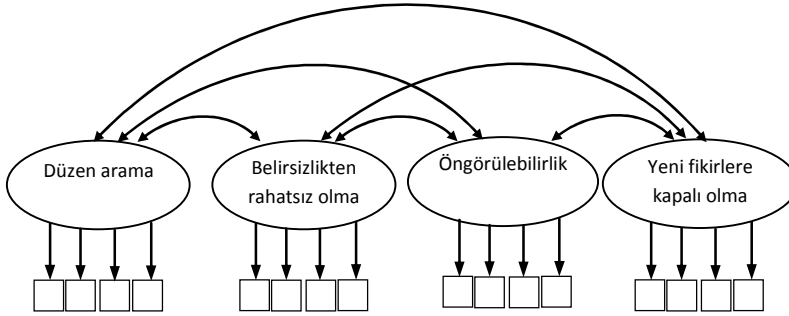 Düzen arama
Belirsizlikten
rahatsız olma
Öngörülebilirlik
Yeni fikirlere
kapalı olma